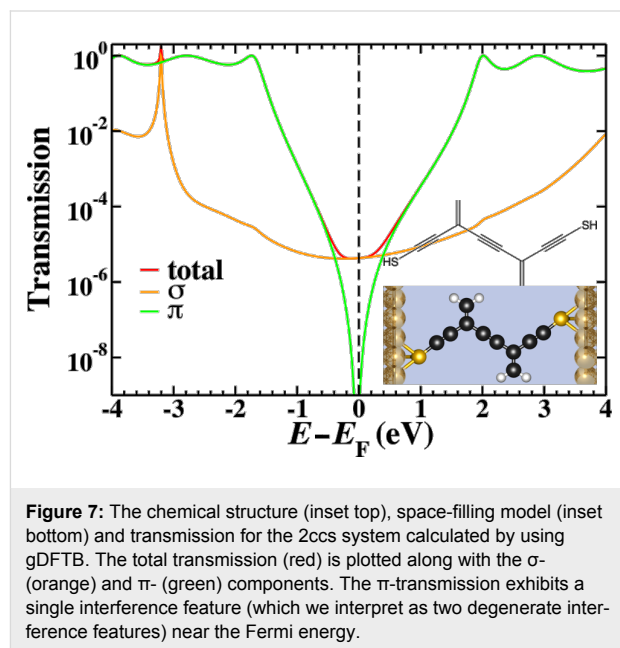 10^0
10^-2
10^-4
10^-6
10^-8
Transmission
total
σ
π
SH
HS
-4 -3 -2 -1 0 1 2 3 4
E−E_F (eV)
Figure 7: The chemical structure (inset top), space-filling model (inset
bottom) and transmission for the 2ccs system calculated by using
gDFTB. The total transmission (red) is plotted along with the σ-
(orange) and π- (green) components. The π-transmission exhibits a
single interference feature (which we interpret as two degenerate inter-
ference features) near the Fermi energy.